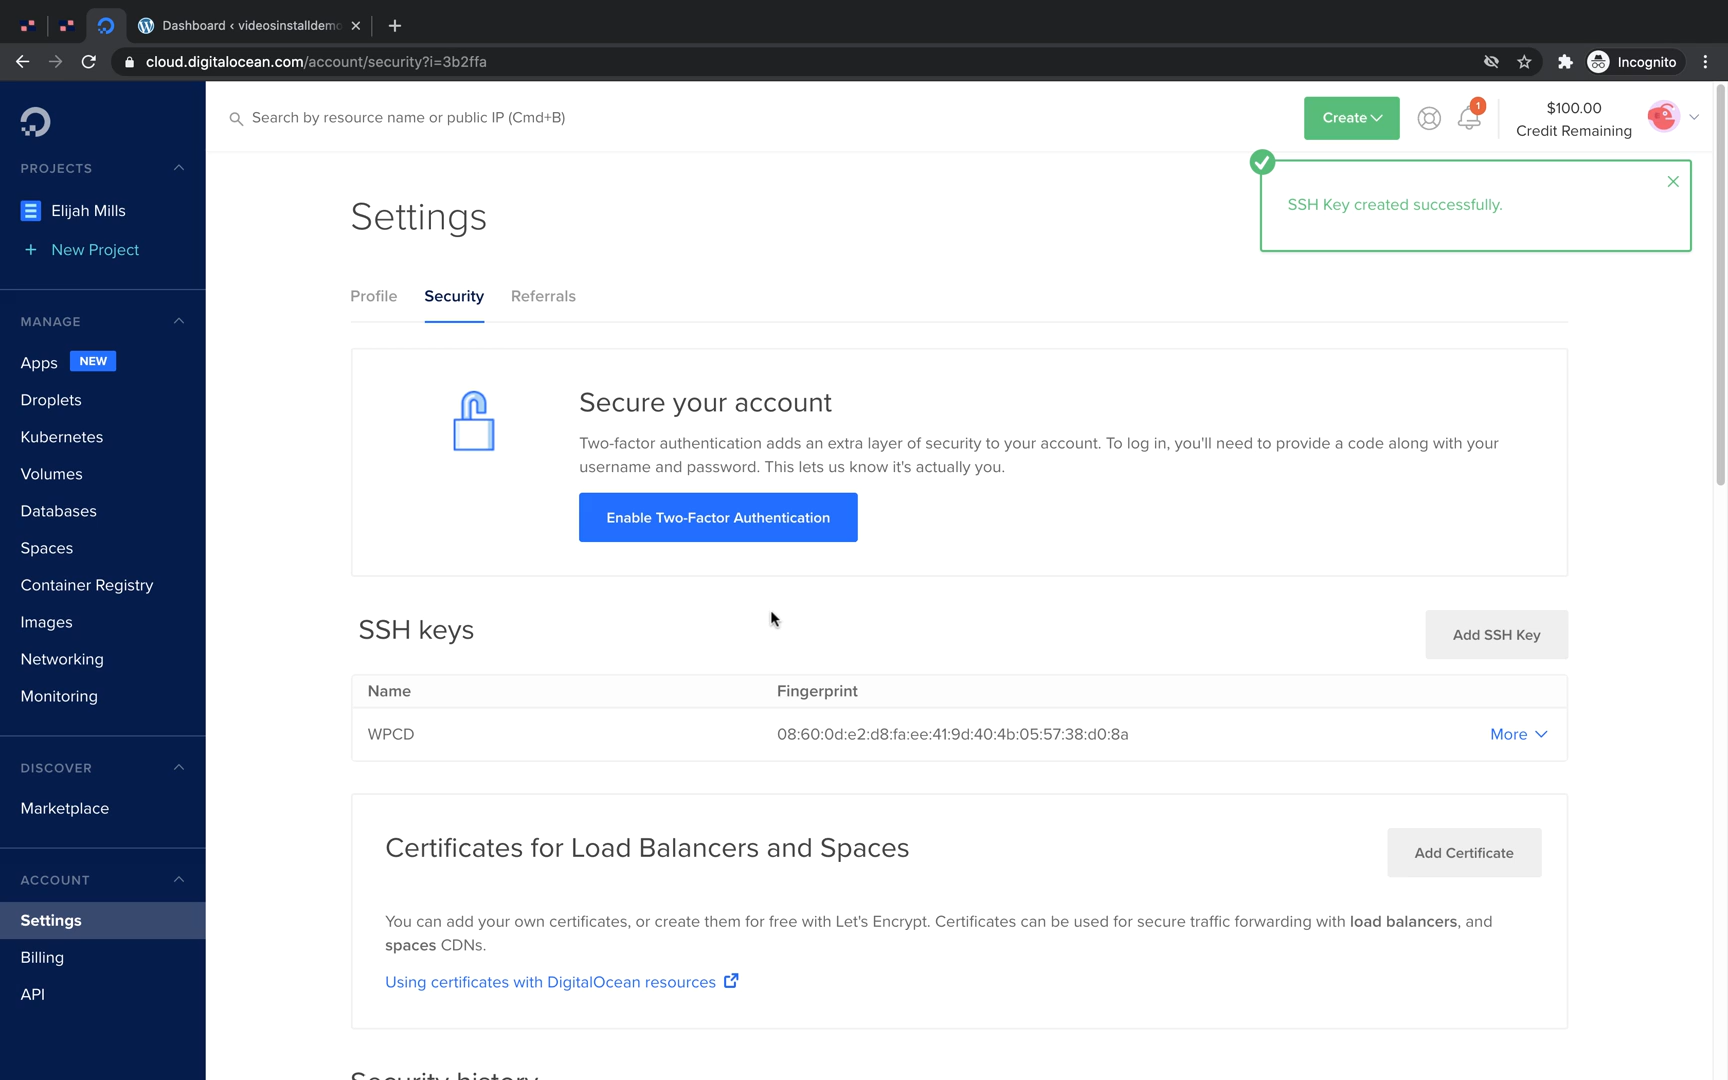 Dashboard ‹ videosinstalldemo
cloud.digitalocean.com/account/security?i=3b2ffa
Incognito
Search by resource name or public IP (Cmd+B)
Create
1
$100.00
Credit Remaining
PROJECTS
Elijah Mills
+ New Project
MANAGE
Apps NEW
Droplets
Kubernetes
Volumes
Databases
Spaces
Container Registry
Images
Networking
Monitoring
DISCOVER
Marketplace
ACCOUNT
Settings
Billing
API
SSH Key created successfully.
Settings
Profile Security Referrals
Secure your account
Two-factor authentication adds an extra layer of security to your account. To log in, you'll need to provide a code along with your
username and password. This lets us know it's actually you.
Enable Two-Factor Authentication
SSH keys
Add SSH Key
Name Fingerprint
WPCD 08:60:0d:e2:d8:fa:ee:41:9d:40:4b:05:57:38:d0:8a More
Certificates for Load Balancers and Spaces
Add Certificate
You can add your own certificates, or create them for free with Let's Encrypt. Certificates can be used for secure traffic forwarding with load balancers, and
spaces CDNs.
Using certificates with DigitalOcean resources
Security history